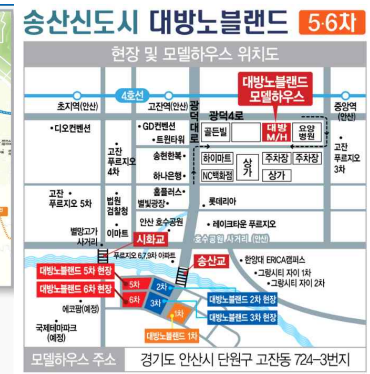 송산신도시 대방노블랜드 5·6차
현장 및 모델하우스 위치도
4호선
초지역(안산)
고잔역(안산)
중앙역
(안산)
광덕대로
광덕4로
대방노블랜드
모델하우스
디오컨벤션
GD컨벤션
트윈타워
골든빌
대방
M/H
요양
병원
고잔
푸르지오
4차
송현한북
하나은행
하이마트
NC백화점
상가
주차장
주차장
상가
고잔
푸르지오
3차
고잔
푸르지오 5차
법원
검찰청
홈플러스
별빛광장
롯데리아
안산 호수공원
레이크타운 푸르지오
별망고가
사거리
이마트
시화교
호수공원 사거리 (안산)
푸르지오 6,7,9차 아파트
송산교
한양대 ERICA캠퍼스
그랑시티 자이 1차
그랑시티 자이 2차
대방노블랜드 5차 현장
대방노블랜드 6차 현장
5차
6차
2차
3차
1차
대방노블랜드 2차 현장
대방노블랜드 3차 현장
에코팜(예정)
국제테마파크
(예정)
대방노블랜드 1차
모델하우스 주소
경기도 안산시 단원구 고잔동 724-3번지